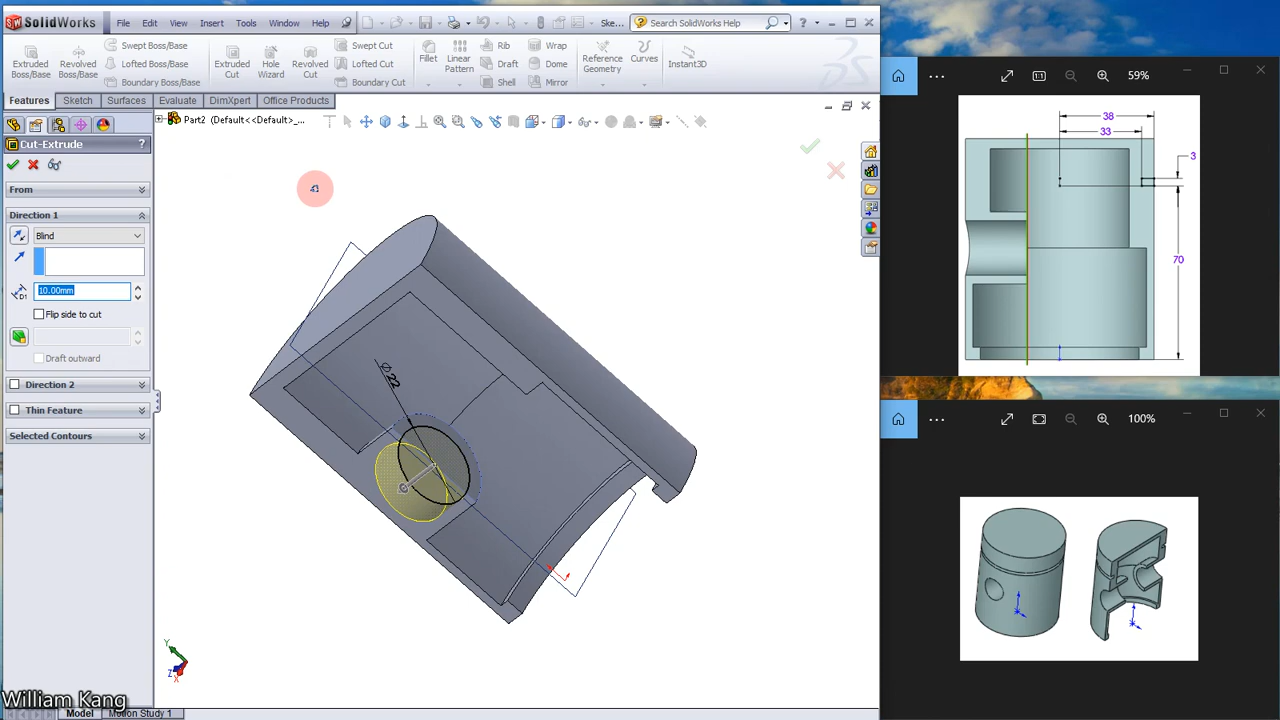 SolidWorks File Edit View Insert Tools Window Help Ske... Search SolidWorks Help ?
Extruded Boss/Base
Revolved Boss/Base
Swept Boss/Base
Lofted Boss/Base
Boundary Boss/Base
Extruded Cut
Hole Wizard
Revolved Cut
Swept Cut
Lofted Cut
Boundary Cut
Fillet
Linear Pattern
Rib
Draft
Shell
Wrap
Dome
Mirror
Reference Geometry
Curves
Instant3D
Features Sketch Surfaces Evaluate DimXpert Office Products
Part2 (Default<<Default>_...
Cut-Extrude ?
From
Direction 1
Blind
D1
10.00mm
Flip side to cut
Draft outward
Direction 2
Thin Feature
Selected Contours
Ø22
Y
Z
X
William Kang
Model Motion Study 1
59%
38
33
3
70
100%